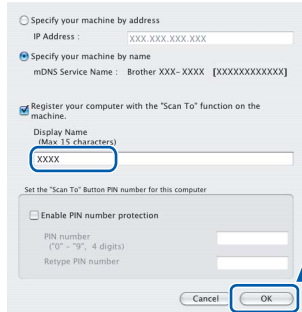 Specify your machine by address
IP Address : XXX.XXX.XXX.XXX
Specify your machine by name
mDNS Service Name : Brother XXX-XXXX [XXXXXXXXXXXX]
Register your computer with the "Scan To" function on the
machine.
Display Name
(Max 15 characters)
XXXX
Set the "Scan To" Button PIN number for this computer
Enable PIN number protection
PIN number
("0" - "9", 4 digits)
Retype PIN number
Cancel OK